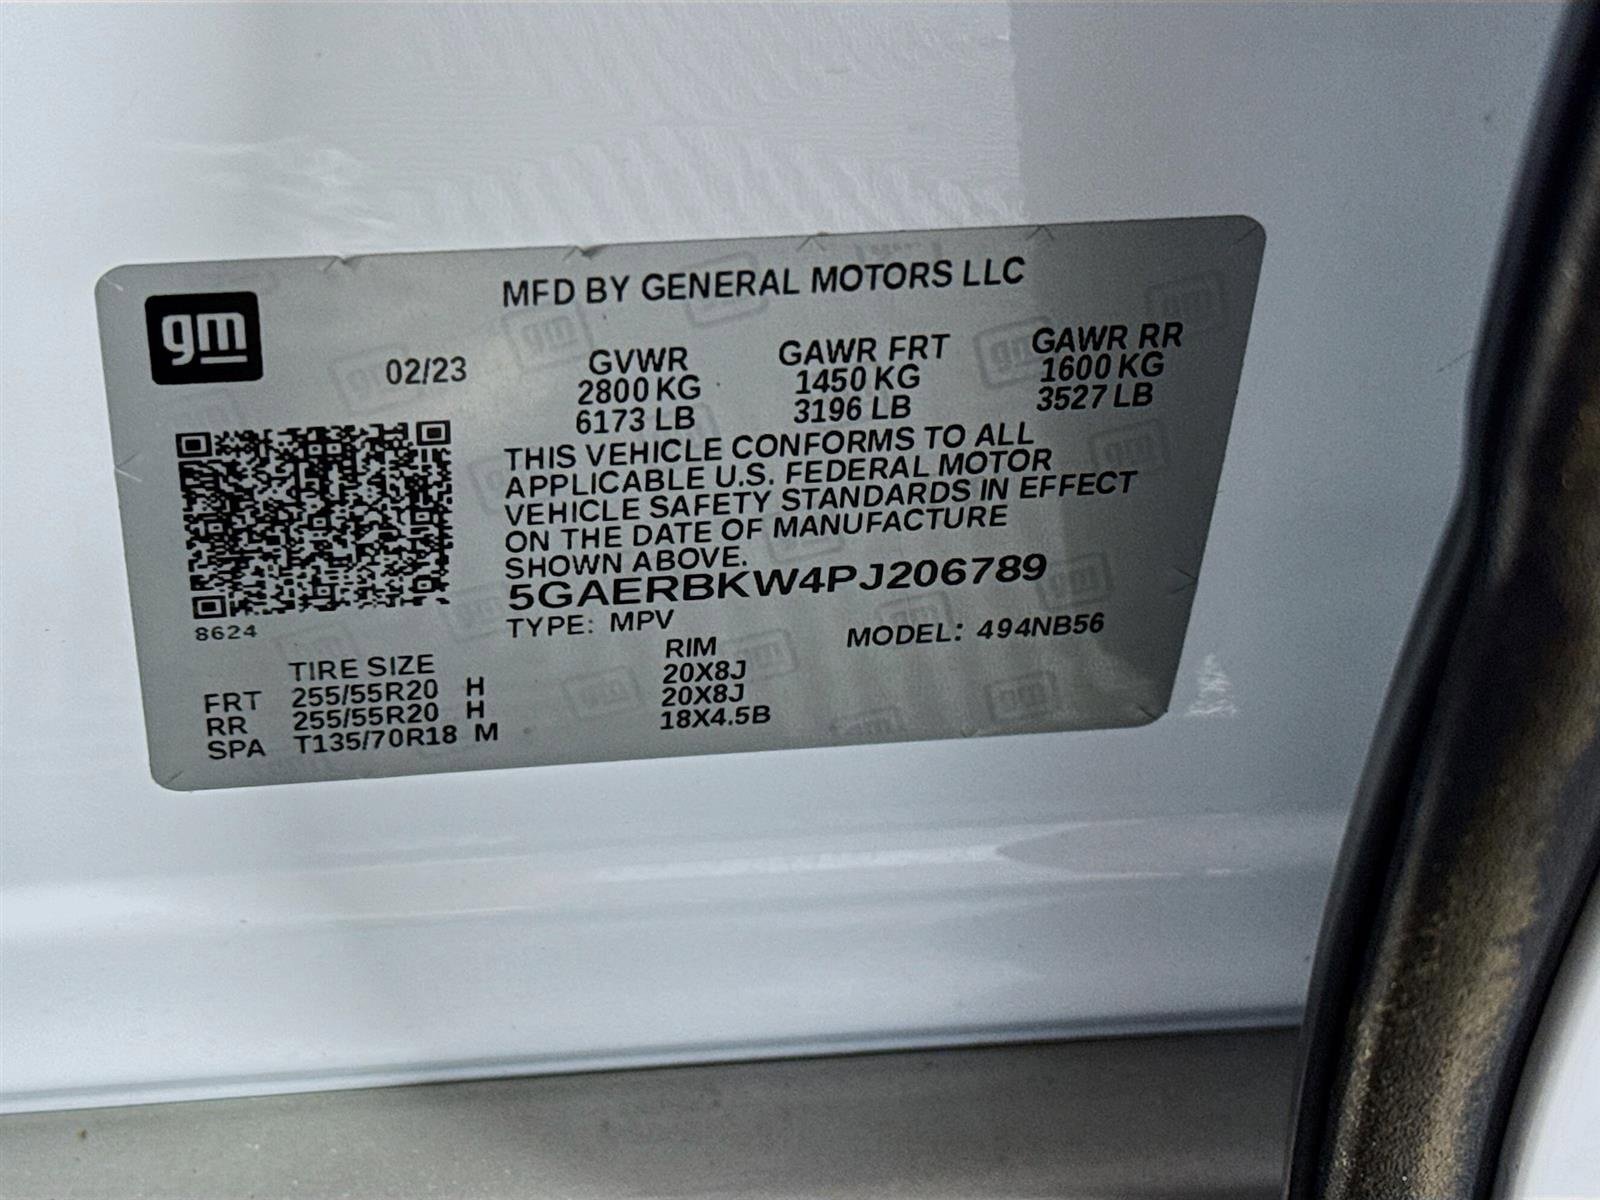 gm
MFD BY GENERAL MOTORS LLC
02/23
GVWR GAWR FRT GAWR RR
2800 KG 1450 KG 1600 KG
6173 LB 3196 LB 3527 LB
THIS VEHICLE CONFORMS TO ALL
APPLICABLE U.S. FEDERAL MOTOR
VEHICLE SAFETY STANDARDS IN EFFECT
ON THE DATE OF MANUFACTURE
SHOWN ABOVE.
5GAERBKW4PJ206789
8624
TYPE: MPV MODEL: 494NB56
TIRE SIZE RIM
FRT 255/55R20 H 20X8J
RR 255/55R20 H 20X8J
SPA T135/70R18 M 18X4.5B